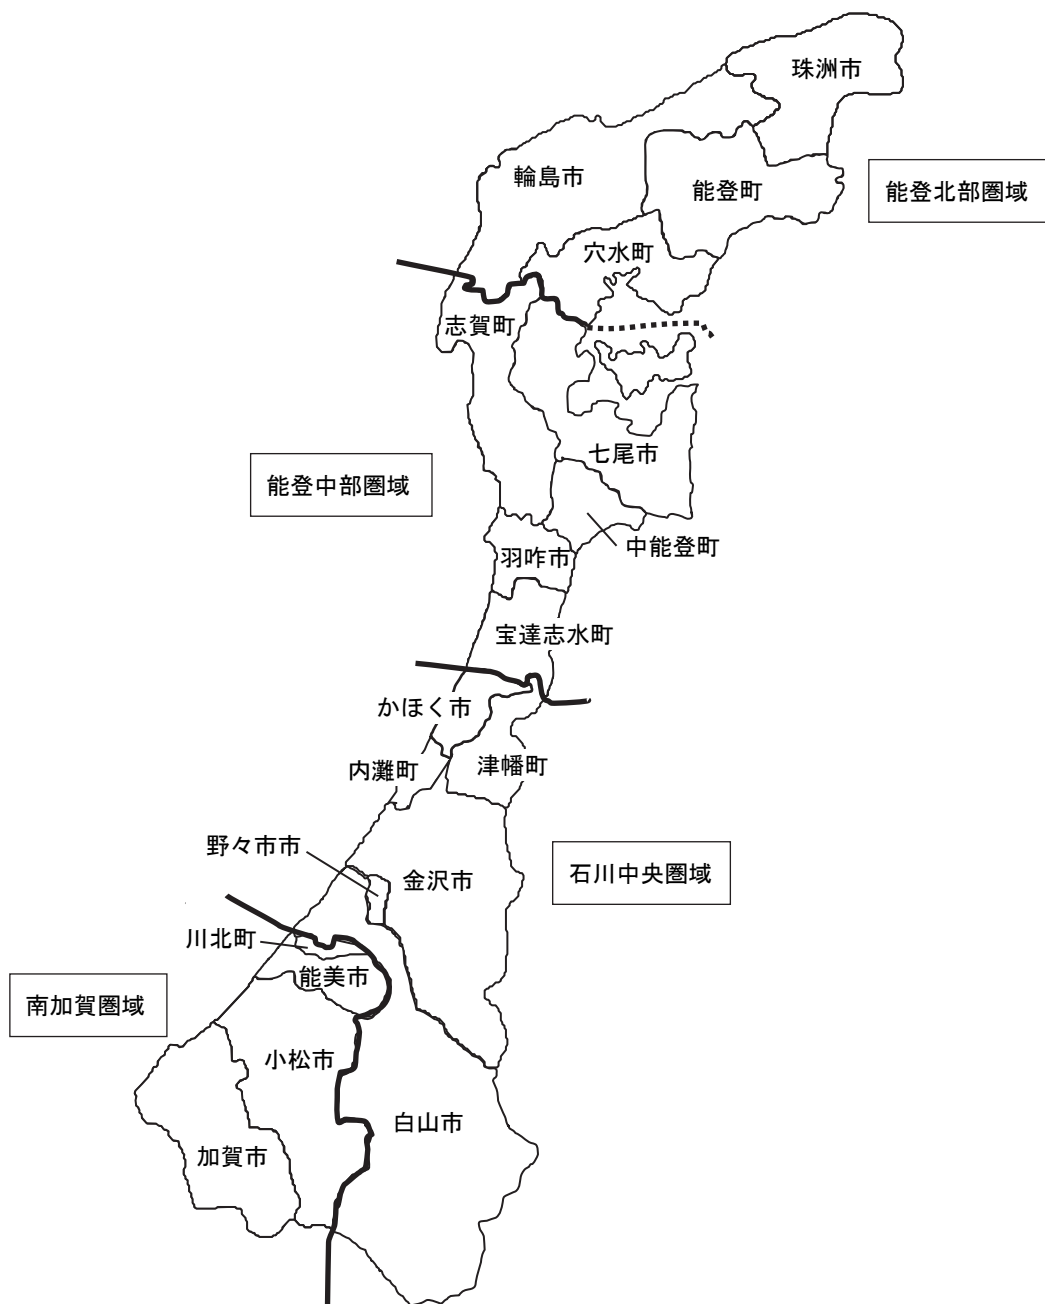 珠洲市
輪島市
能登町
能登北部圏域
穴水町
志賀町
七尾市
能登中部圏域
中能登町
羽咋市
宝達志水町
かほく市
津幡町
内灘町
野々市市
金沢市
石川中央圏域
川北町
能美市
南加賀圏域
小松市
白山市
加賀市